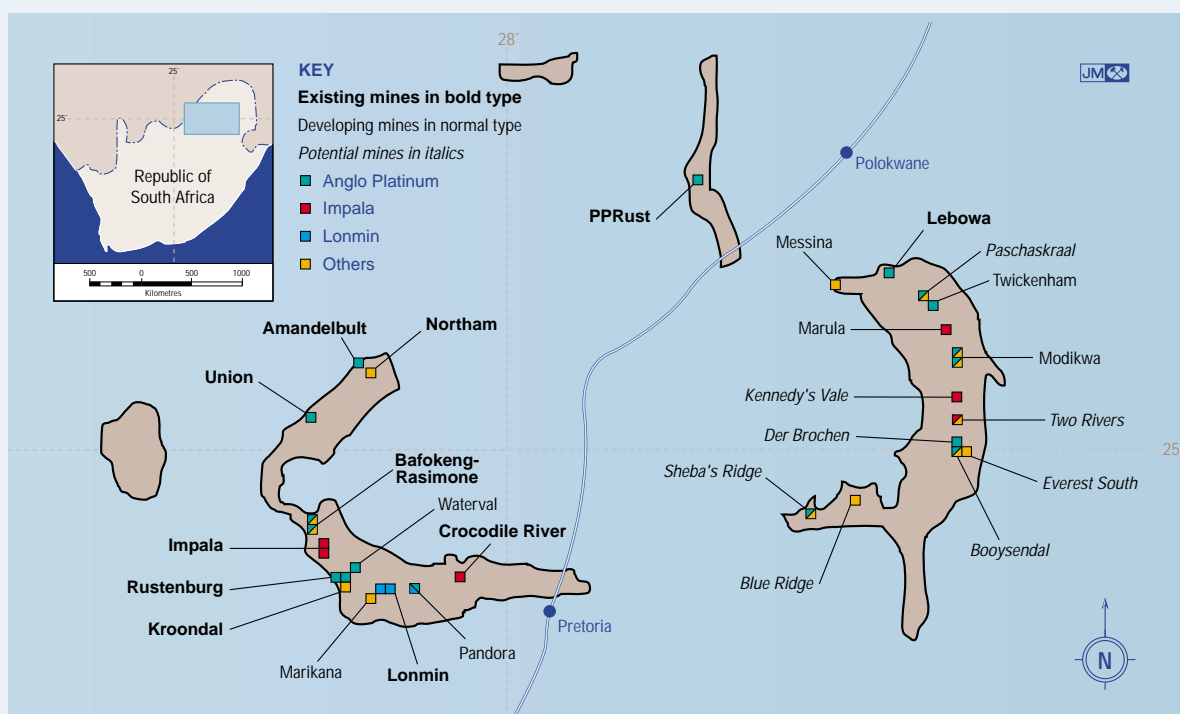 28°
KEY
Existing mines in bold type
Developing mines in normal type
Potential mines in italics
Anglo Platinum
Impala
Lonmin
Others
25°
25°
Republic of
South Africa
500
0
500
1000
Kilometres
JM
Polokwane
PPRust
Lebowa
Messina
Paschaskraal
Twickenham
Marula
Modikwa
Kennedy's Vale
Two Rivers
Der Brochen
25
Everest South
Sheba's Ridge
Booysendal
Blue Ridge
Amandelbult
Northam
Union
Bafokeng-
Rasimone
Waterval
Impala
Crocodile River
Rustenburg
Kroondal
Marikana
Lonmin
Pandora
Pretoria
N